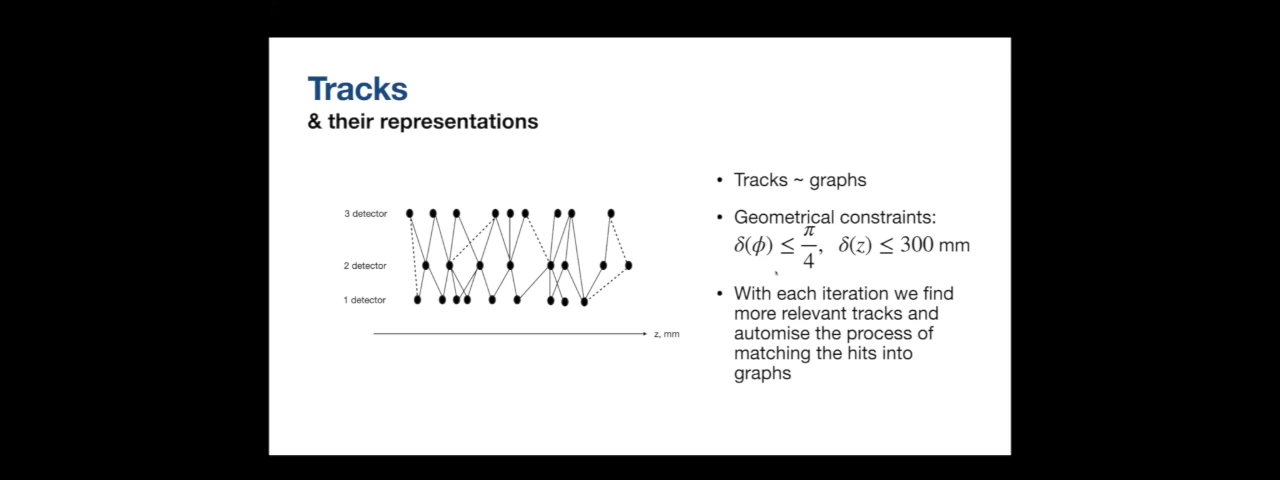 Tracks
& their representations
3 detector
2 detector
1 detector
z, mm
• Tracks ~ graphs
• Geometrical constraints:
δ(ϕ) ≤ π/4, δ(z) ≤ 300 mm
• With each iteration we find
more relevant tracks and
automise the process of
matching the hits into
graphs